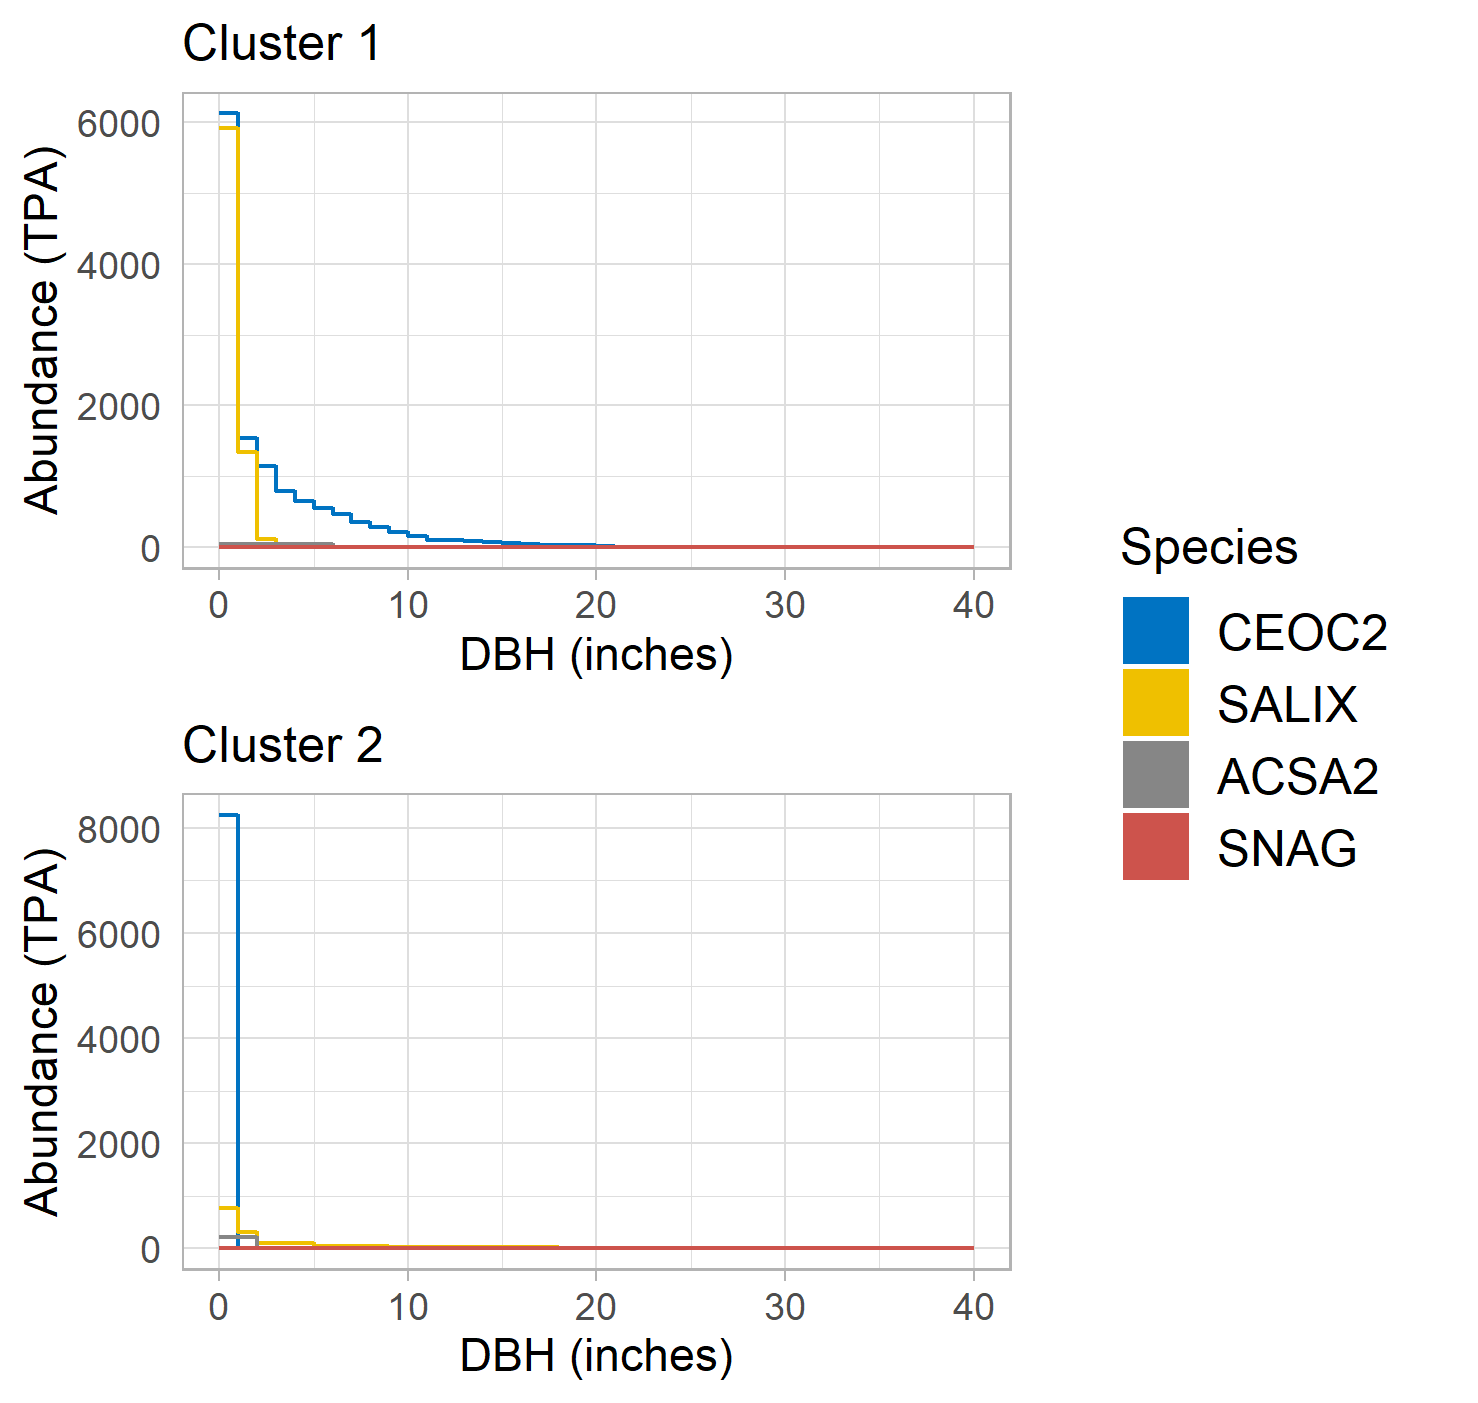 Cluster 1
Abundance (TPA)
6000
4000
2000
0
0 10 20 30 40
DBH (inches)
Cluster 2
Abundance (TPA)
8000
6000
4000
2000
0
0 10 20 30 40
DBH (inches)
Species
CEOC2
SALIX
ACSA2
SNAG